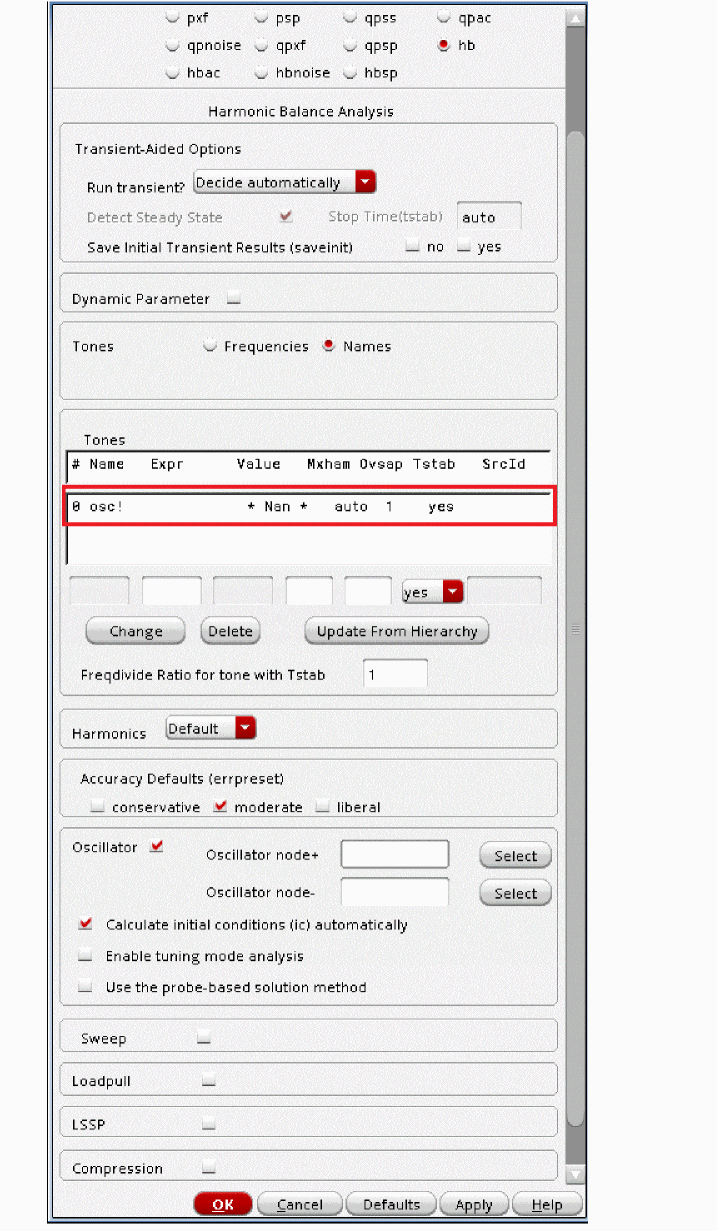 pxf psp qpss qpac
qpnoise qpxf qpsp hb
hbac hbnoise hbsp
Harmonic Balance Analysis
Transient-Aided Options
Run transient? Decide automatically
Detect Steady State Stop Time(tstab) auto
Save Initial Transient Results (saveinit) no yes
Dynamic Parameter
Tones Frequencies Names
Tones
# Name Expr Value Mxham Ovsap Tstab SrcId
0 osc! * Nan * auto 1 yes
yes
Change Delete Update From Hierarchy
Freqdivide Ratio for tone with Tstab 1
Harmonics Default
Accuracy Defaults (errpreset)
conservative moderate liberal
Oscillator Oscillator node+ Select
Oscillator node- Select
Calculate initial conditions (ic) automatically
Enable tuning mode analysis
Use the probe-based solution method
Sweep
Loadpull
LSSP
Compression
OK Cancel Defaults Apply Help